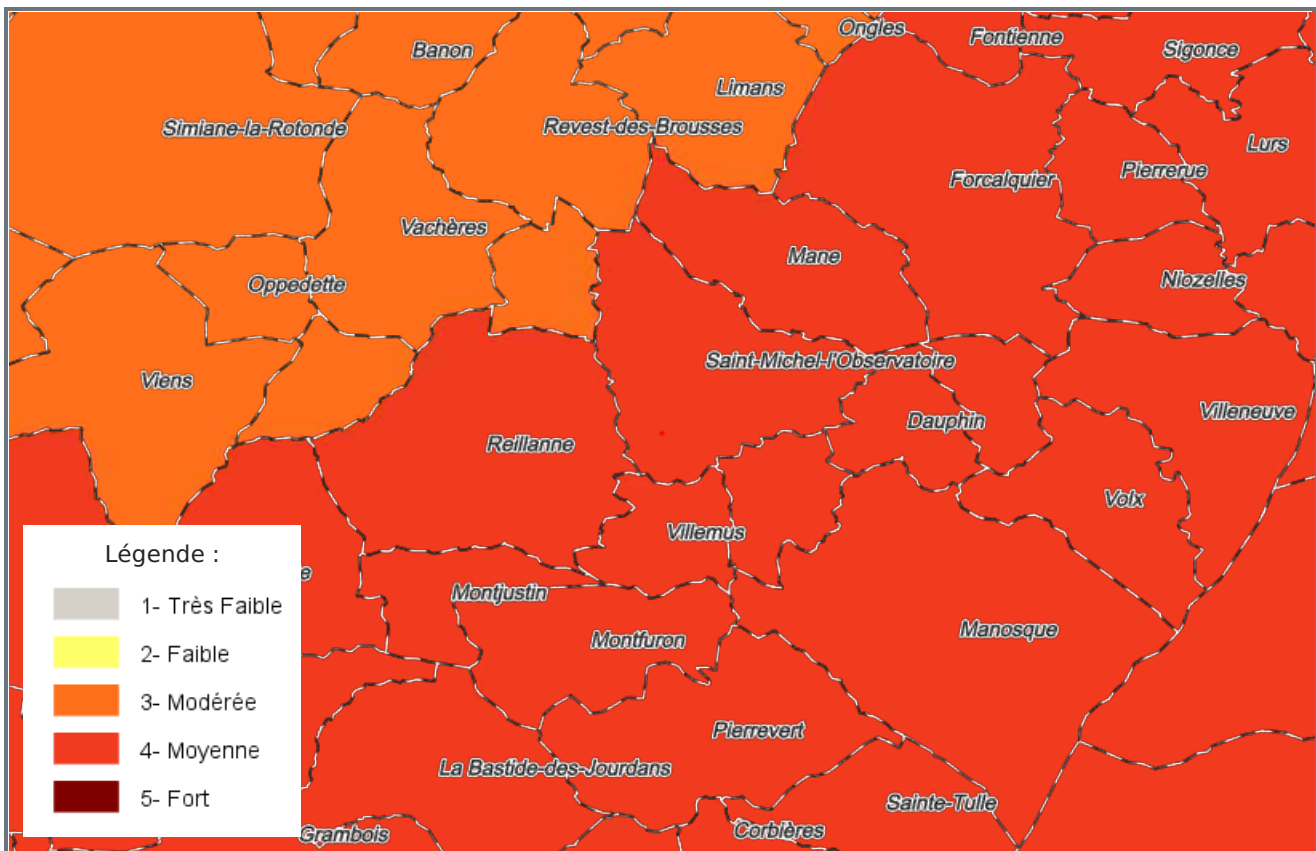 Ongles
Fontienne
Sigonce
Banon
Limans
Simiane-la-Rotonde
Revest-des-Brousses
Lurs
Pierrerue
Forcalquier
Vachères
Mane
Niozelles
Oppedette
Saint-Michel-l'Observatoire
Viens
Villeneuve
Dauphin
Reillanne
Volx
Villemus
Légende :
e
1- Très Faible
2- Faible
3- Modérée
4- Moyenne
5- Fort
Montjustin
Manosque
Montfuron
Pierrevert
La Bastide-des-Jourdans
Sainte-Tulle
Grambois
Corbières